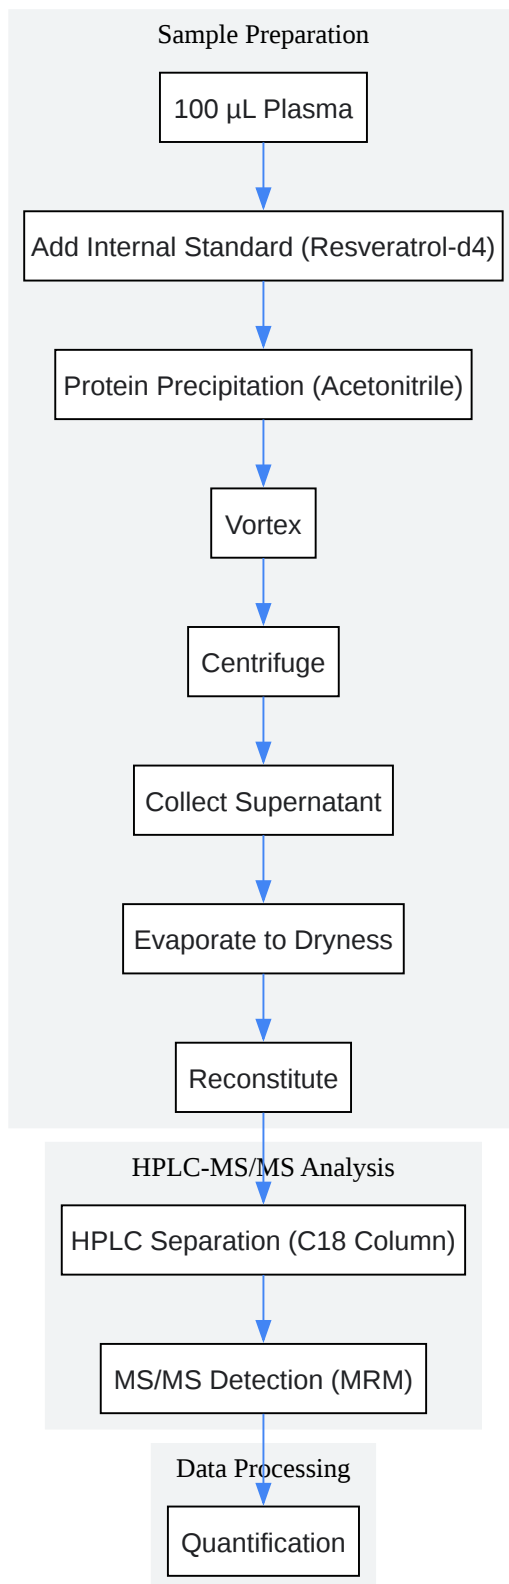 Sample Preparation
100 µL Plasma
Add Internal Standard (Resveratrol-d4)
Protein Precipitation (Acetonitrile)
Vortex
Centrifuge
Collect Supernatant
Evaporate to Dryness
Reconstitute
HPLC-MS/MS Analysis
HPLC Separation (C18 Column)
MS/MS Detection (MRM)
Data Processing
Quantification